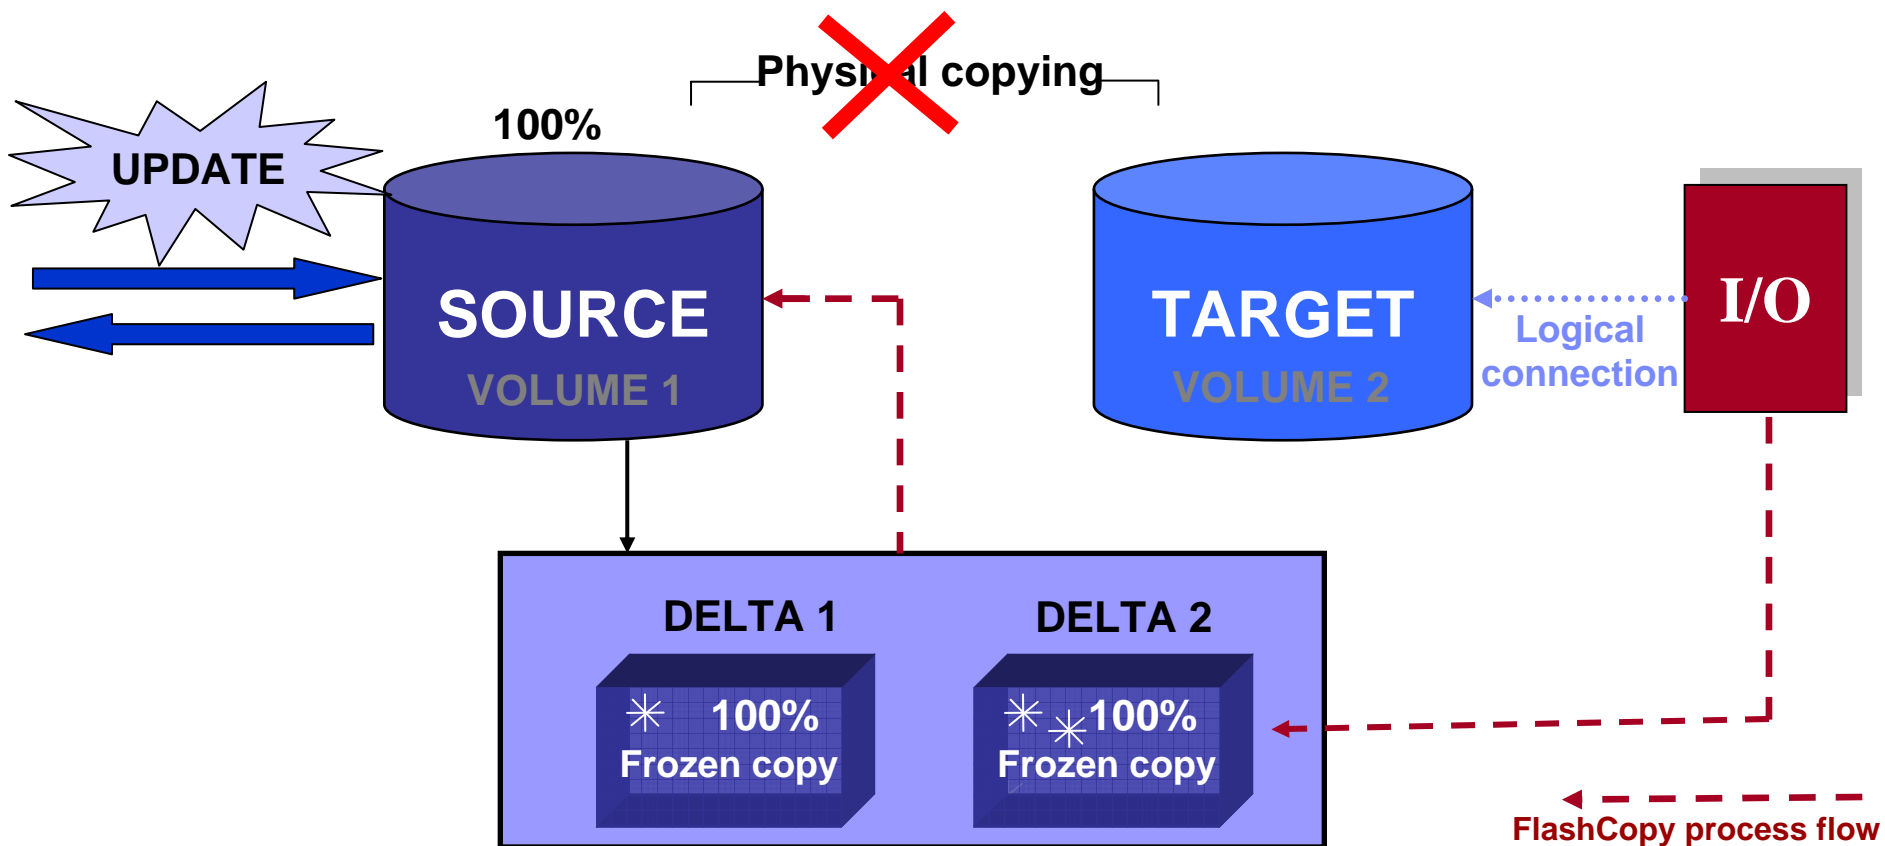 Physical copying
100%
UPDATE
SOURCE
VOLUME 1
TARGET
VOLUME 2
Logical
connection
I/O
DELTA 1
100%
Frozen copy
DELTA 2
100%
Frozen copy
FlashCopy process flow